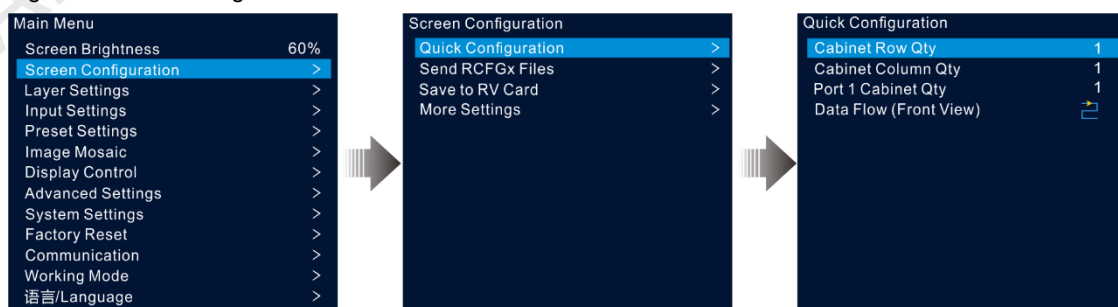 Main Menu
Screen Brightness 60%
Screen Configuration >
Layer Settings >
Input Settings >
Preset Settings >
Image Mosaic >
Display Control >
Advanced Settings >
System Settings >
Factory Reset >
Communication >
Working Mode >
语言/Language >
Screen Configuration
Quick Configuration >
Send RCFGx Files >
Save to RV Card >
More Settings >
Quick Configuration
Cabinet Row Qty 1
Cabinet Column Qty 1
Port 1 Cabinet Qty 1
Data Flow (Front View)